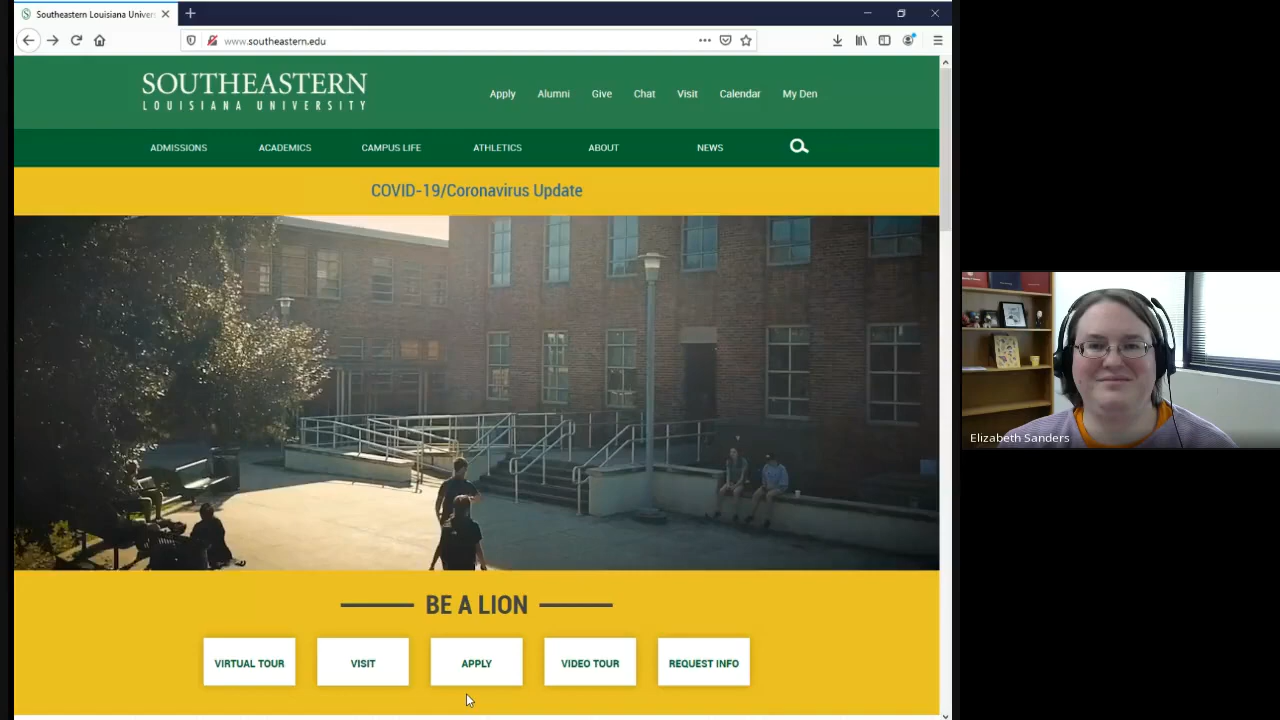 Southeastern Louisiana Univer
www.southeastern.edu
SOUTHEASTERN
LOUISIANA UNIVERSITY
Apply Alumni Give Chat Visit Calendar My Den
ADMISSIONS ACADEMICS CAMPUS LIFE ATHLETICS ABOUT NEWS
COVID-19/Coronavirus Update
BE A LION
VIRTUAL TOUR VISIT APPLY VIDEO TOUR REQUEST INFO
Elizabeth Sanders